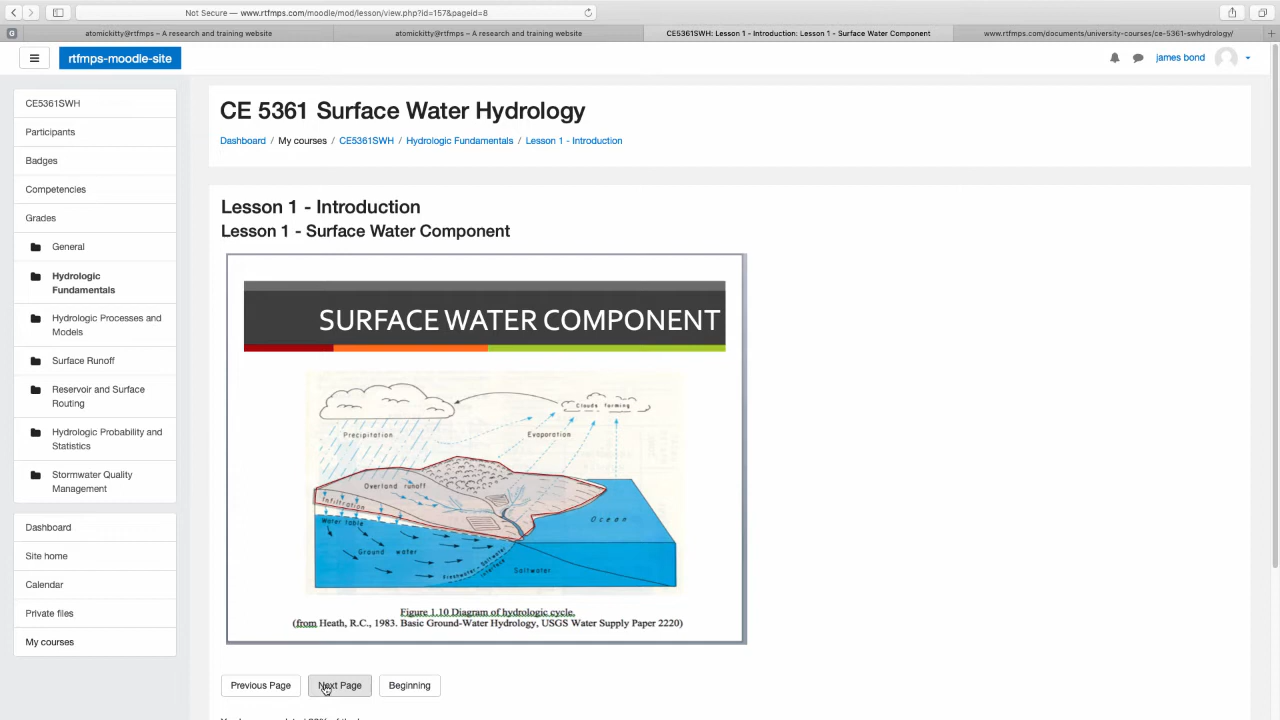 Not Secure — www.rtfmps.com/moodle/mod/lesson/view.php?id=157&pageid=8
G
atomickitty@rtfmps – A research and training website
atomickitty@rtfmps – A research and training website
CE5361SWH: Lesson 1 - Introduction: Lesson 1 - Surface Water Component
www.rtfmps.com/documents/university-courses/ce-5361-swhydrology/
rtfmps-moodle-site
james bond
CE5361SWH
Participants
Badges
Competencies
Grades
General
Hydrologic
Fundamentals
Hydrologic Processes and
Models
Surface Runoff
Reservoir and Surface
Routing
Hydrologic Probability and
Statistics
Stormwater Quality
Management
Dashboard
Site home
Calendar
Private files
My courses
CE 5361 Surface Water Hydrology
Dashboard / My courses / CE5361SWH / Hydrologic Fundamentals / Lesson 1 - Introduction
Lesson 1 - Introduction
Lesson 1 - Surface Water Component
SURFACE WATER COMPONENT
Clouds forming
Precipitation
Evaporation
Overland runoff
Infiltration
Water table
Ocean
Ground water
Freshwater-Saltwater
interface
Saltwater
Figure 1.10 Diagram of hydrologic cycle.
(from Heath, R.C., 1983. Basic Ground-Water Hydrology, USGS Water Supply Paper 2220)
Previous Page
Next Page
Beginning